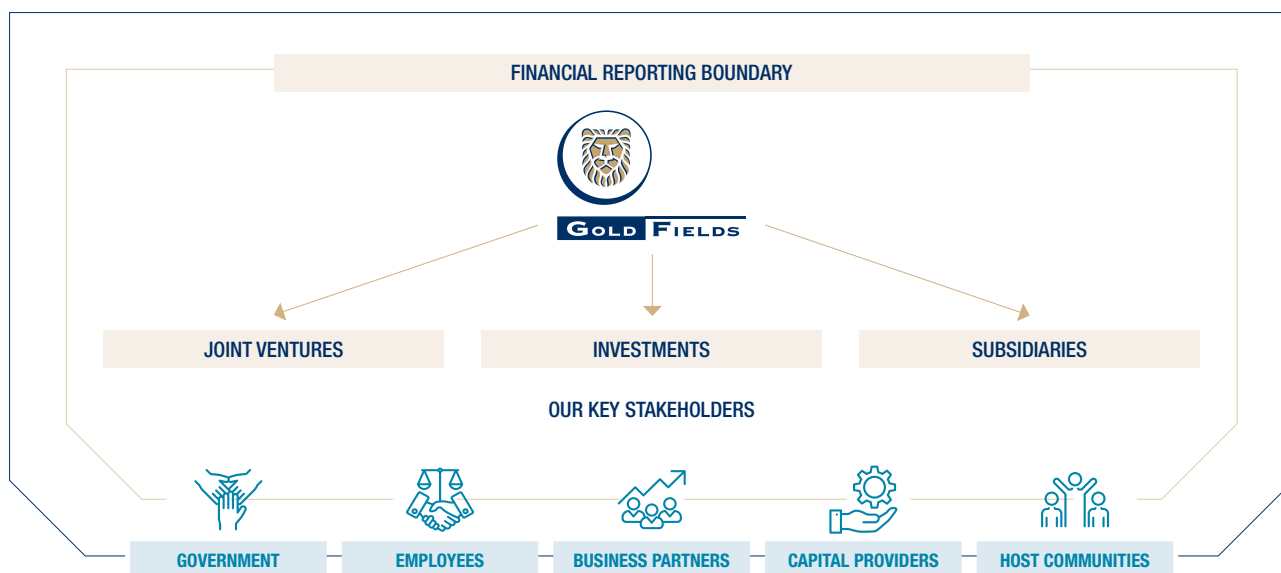 FINANCIAL REPORTING BOUNDARY
GOLD FIELDS
JOINT VENTURES
INVESTMENTS
SUBSIDIARIES
OUR KEY STAKEHOLDERS
GOVERNMENT
EMPLOYEES
BUSINESS PARTNERS
CAPITAL PROVIDERS
HOST COMMUNITIES